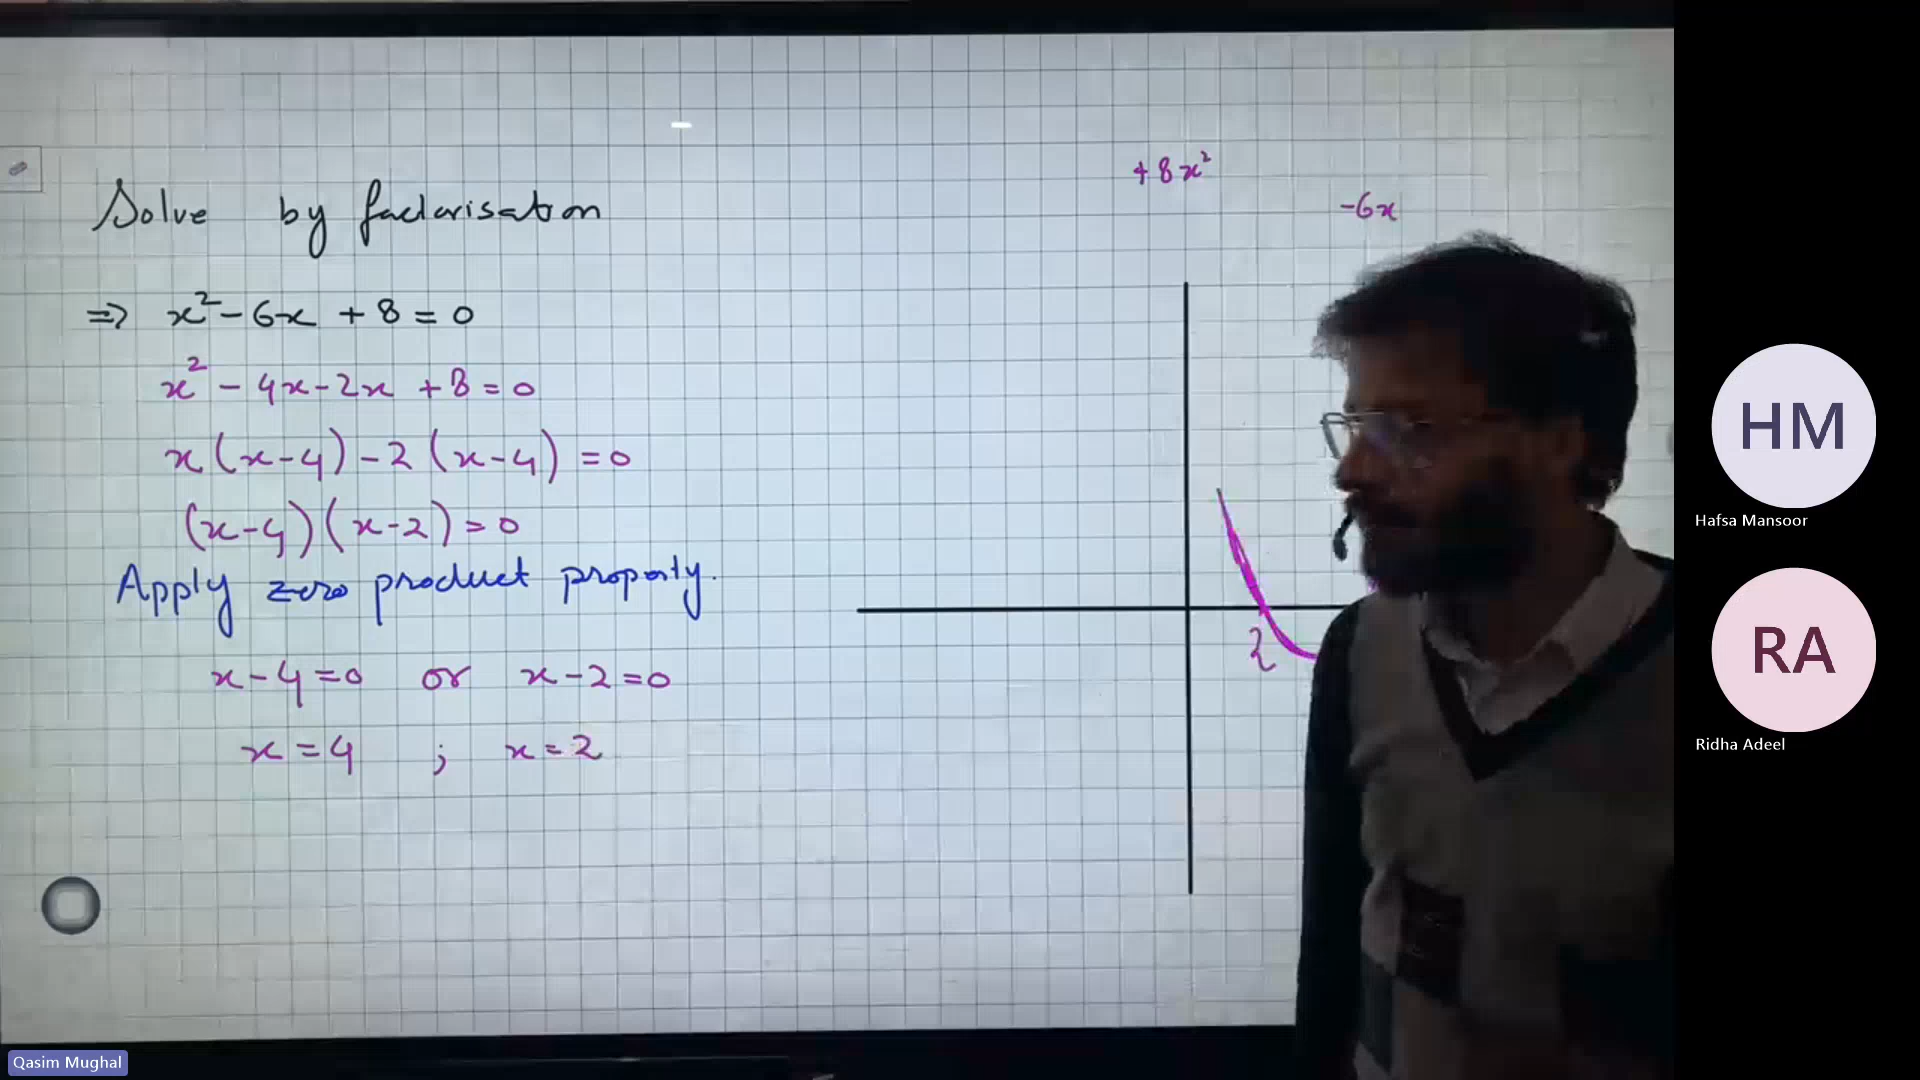 Solve by factorisation
⇒ x² - 6x + 8 = 0
x² - 4x - 2x + 8 = 0
x(x-4) - 2(x-4) = 0
(x-4)(x-2) = 0
Apply zero product property.
x - 4 = 0 or x - 2 = 0
x = 4 ; x = 2
+8x²
-6x
2
HM
Hafsa Mansoor
RA
Ridha Adeel
Qasim Mughal